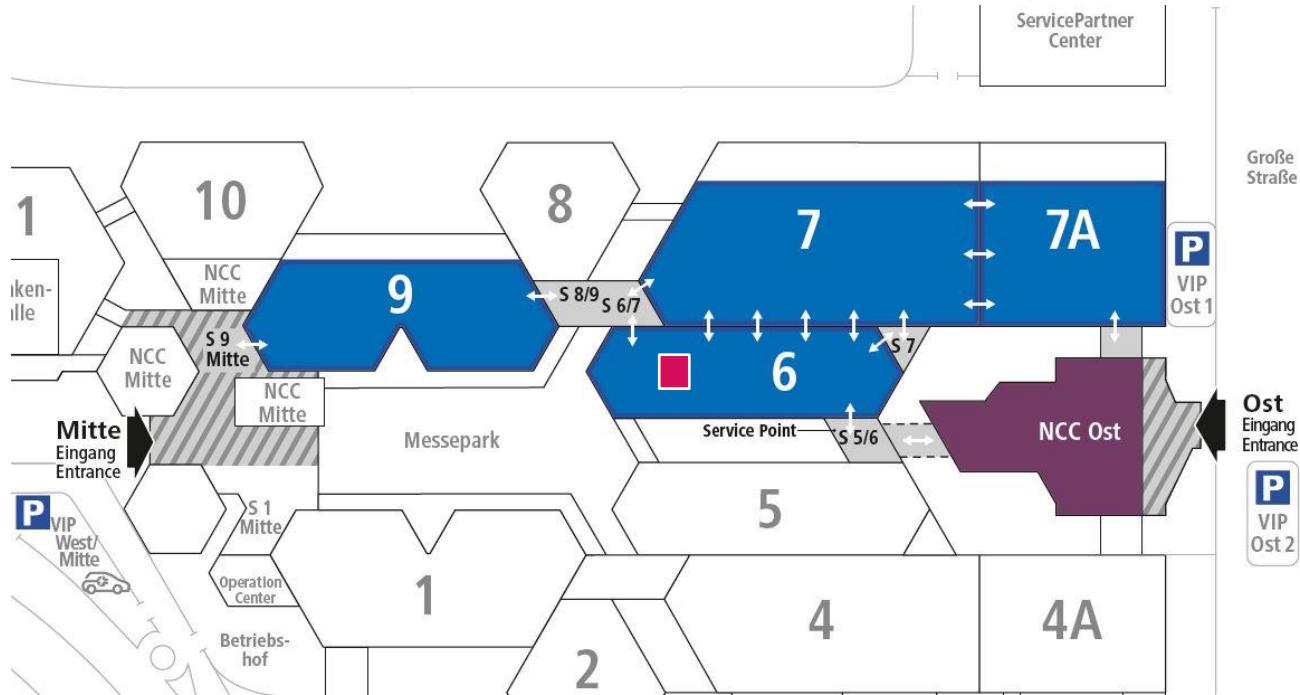 ServicePartner
Center
Große
Straße
10
8
7
7A
1
NCC
Mitte
9
S 8/9
S 6/7
P
VIP
Ost 1
S 9
Mitte
NCC
Mitte
NCC
Mitte
S 7
6
Mitte
Eingang
Entrance
Messepark
Service Point
S 5/6
NCC Ost
Ost
Eingang
Entrance
P
VIP
Ost 2
P
VIP
West/
Mitte
S 1
Mitte
5
Operation
Center
1
4
4A
Betriebs-
hof
2